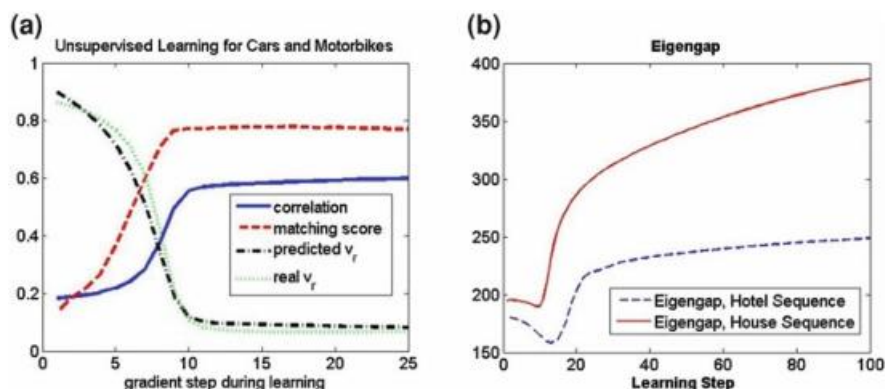 (a)
Unsupervised Learning for Cars and Motorbikes
1
0.8
0.6
0.4
0.2
0
0 5 10 15 20 25
gradient step during learning
correlation
matching score
predicted vr
real vr
(b)
Eigengap
400
350
300
250
200
150
0 20 40 60 80 100
Learning Step
Eigengap, Hotel Sequence
Eigengap, House Sequence